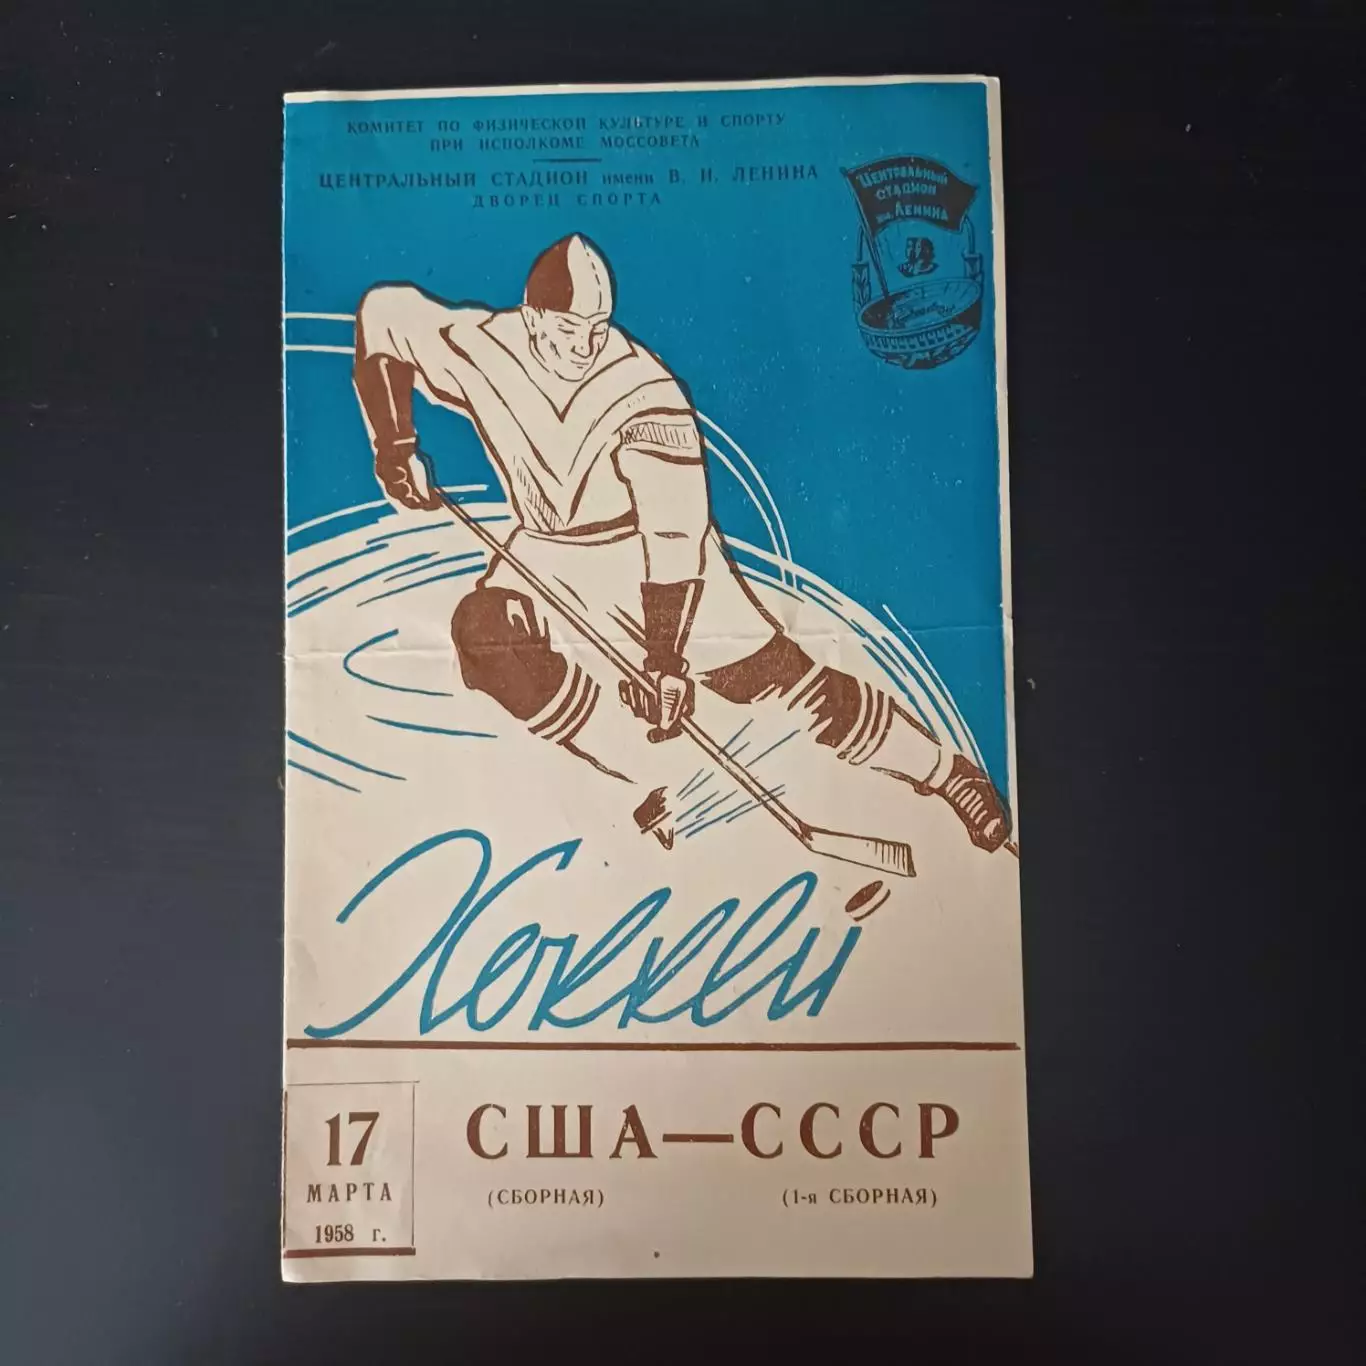 КОМИТЕТ ПО ФИЗИЧЕСКОЙ КУЛЬТУРЕ И СПОРТУ
ПРИ ИСПОЛКОМЕ МОССОВЕТА
ЦЕНТРАЛЬНЫЙ СТАДИОН имени В. И. ЛЕНИНА
ДВОРЕЦ СПОРТА
ЦЕНТРАЛЬНЫЙ
СТАДИОН
им. ЛЕНИНА
Хоккей
17
МАРТА
1958 г.
США—СССР
(СБОРНАЯ) (1-я СБОРНАЯ)